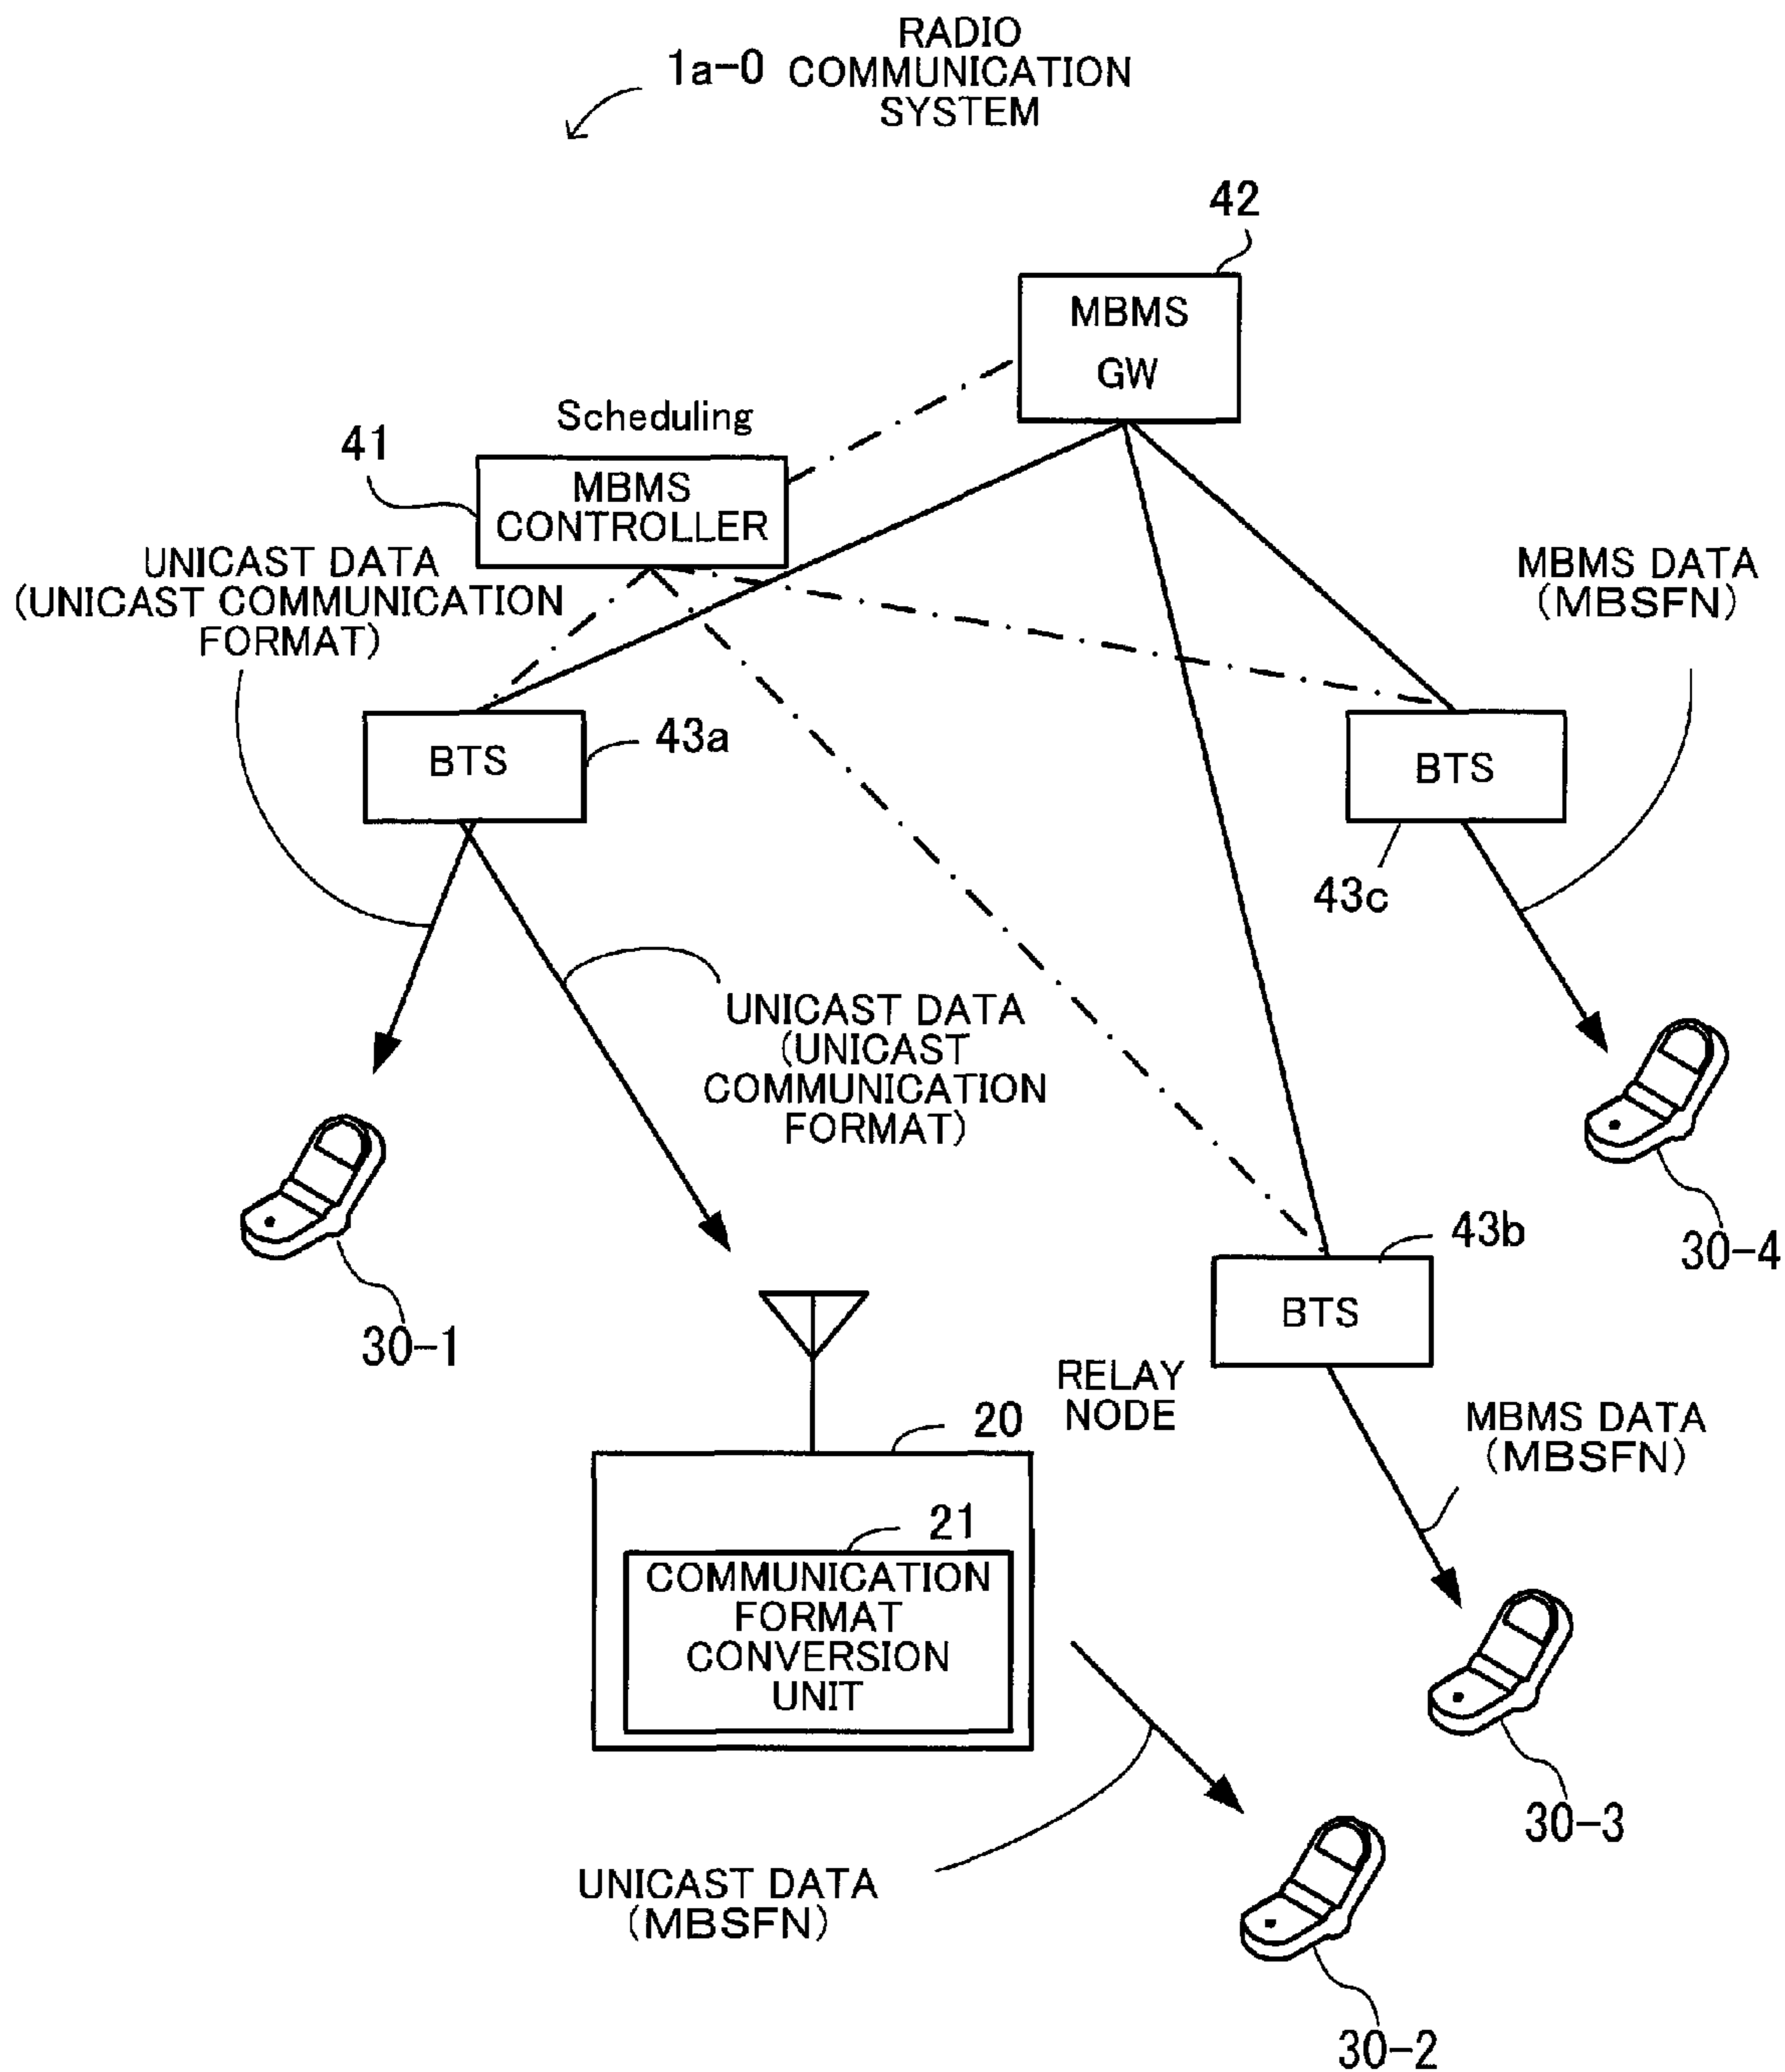 RADIO
1a-0 COMMUNICATION
SYSTEM
42
MBMS
GW
Scheduling
41
MBMS
CONTROLLER
UNICAST DATA
(UNICAST COMMUNICATION
FORMAT)
MBMS DATA
(MBSFN)
BTS
43a
BTS
43c
UNICAST DATA
(UNICAST
COMMUNICATION
FORMAT)
30-1
30-4
43b
BTS
RELAY
NODE
20
MBMS DATA
(MBSFN)
21
COMMUNICATION
FORMAT
CONVERSION
UNIT
30-3
UNICAST DATA
(MBSFN)
30-2